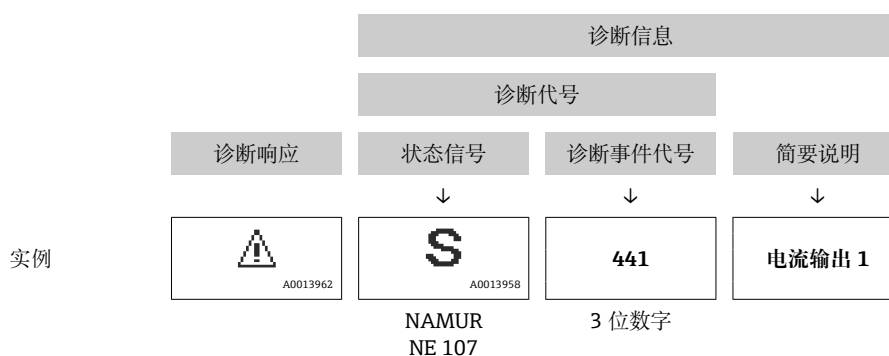 诊断信息
诊断代号
诊断响应 状态信号 诊断事件代号 简要说明
↓ ↓ ↓
实例 A0013962 S A0013958 441 电流输出 1
NAMUR 3 位数字
NE 107